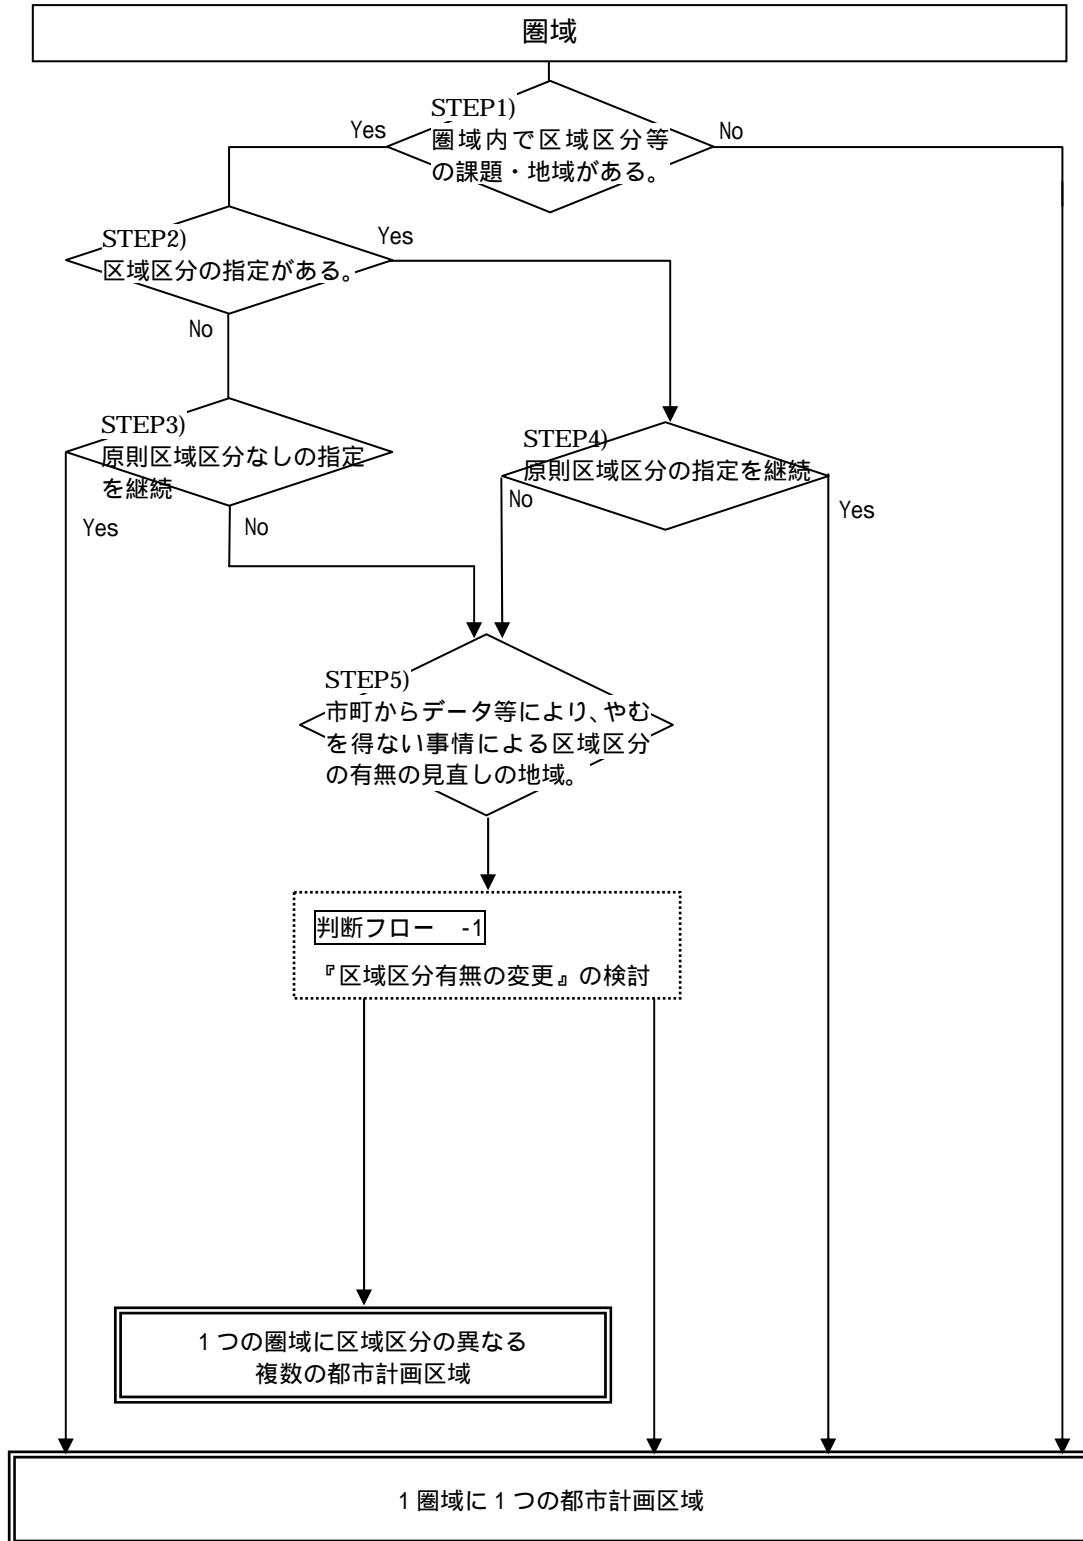 圏域
STEP1)
圏域内で区域区分等
の課題・地域がある。
Yes
No
STEP2)
区域区分の指定がある。
Yes
No
STEP3)
原則区域区分なしの指定
を継続
Yes
No
STEP4)
原則区域区分の指定を継続
No
Yes
STEP5)
市町からデータ等により、やむ
を得ない事情による区域区分
の有無の見直しの地域。
判断フロー -1
『区域区分有無の変更』の検討
1つの圏域に区域区分の異なる
複数の都市計画区域
1圏域に1つの都市計画区域